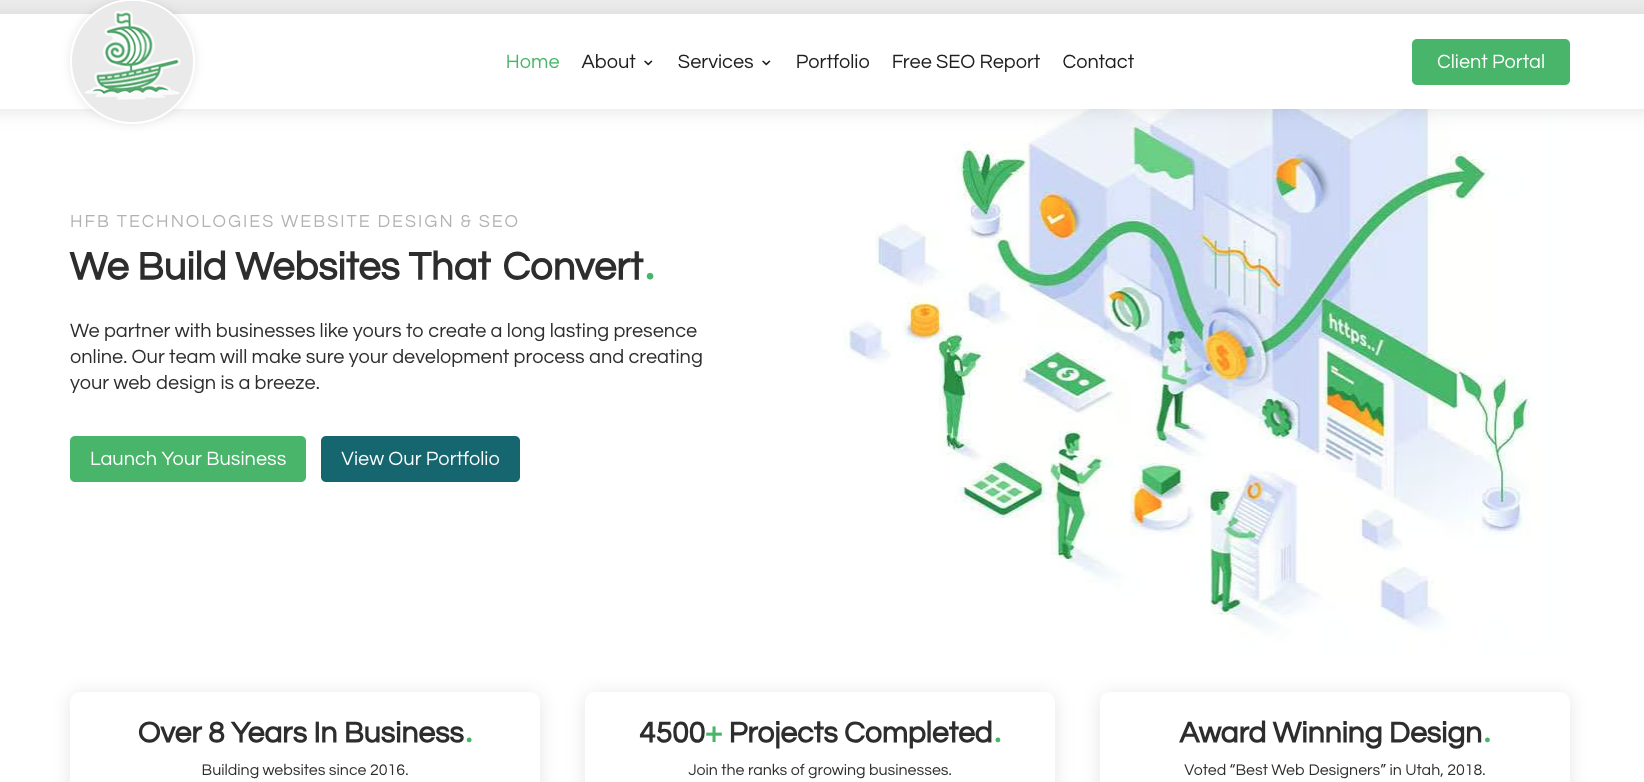 Home About Services Portfolio Free SEO Report Contact Client Portal
HFB TECHNOLOGIES WEBSITE DESIGN & SEO
We Build Websites That Convert.
We partner with businesses like yours to create a long lasting presence
online. Our team will make sure your development process and creating
your web design is a breeze.
Launch Your Business View Our Portfolio
https../
Over 8 Years In Business.
Building websites since 2016.
4500+ Projects Completed.
Join the ranks of growing businesses.
Award Winning Design.
Voted “Best Web Designers” in Utah, 2018.